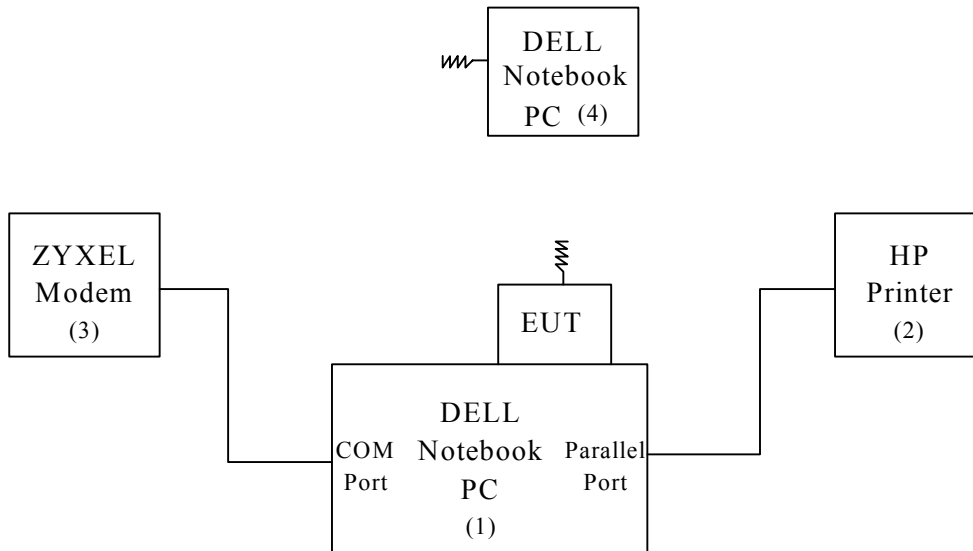 DELL
Notebook
PC (4)
ZYXEL
Modem
(3)
HP
Printer
(2)
EUT
DELL
Notebook
PC
(1)
COM
Port
Parallel
Port